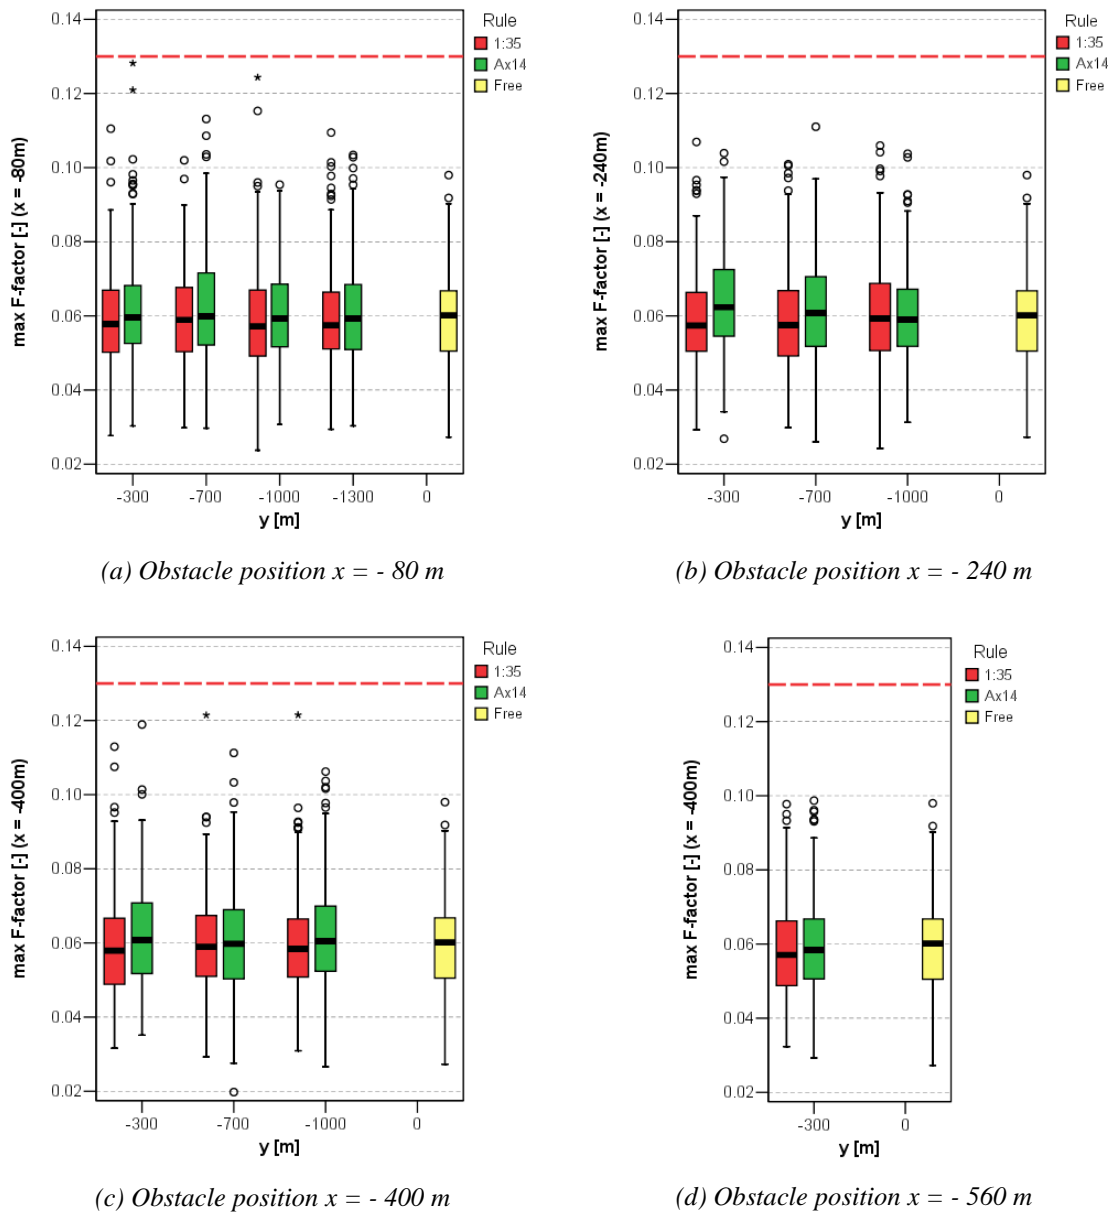 0.14
0.12
0.10
0.08
0.06
0.04
0.02
max F-factor [-] (x = -80m)
-300
-700
-1000
-1300
0
y [m]
Rule
1:35
Ax14
Free
(a) Obstacle position x = - 80 m
0.14
0.12
0.10
0.08
0.06
0.04
0.02
max F-factor [-] (x = -240m)
-300
-700
-1000
0
y [m]
Rule
1:35
Ax14
Free
(b) Obstacle position x = - 240 m
0.14
0.12
0.10
0.08
0.06
0.04
0.02
max F-factor [-] (x = -400m)
-300
-700
-1000
0
y [m]
Rule
1:35
Ax14
Free
(c) Obstacle position x = - 400 m
0.14
0.12
0.10
0.08
0.06
0.04
0.02
max F-factor [-] (x = -400m)
-300
0
y [m]
Rule
1:35
Ax14
Free
(d) Obstacle position x = - 560 m